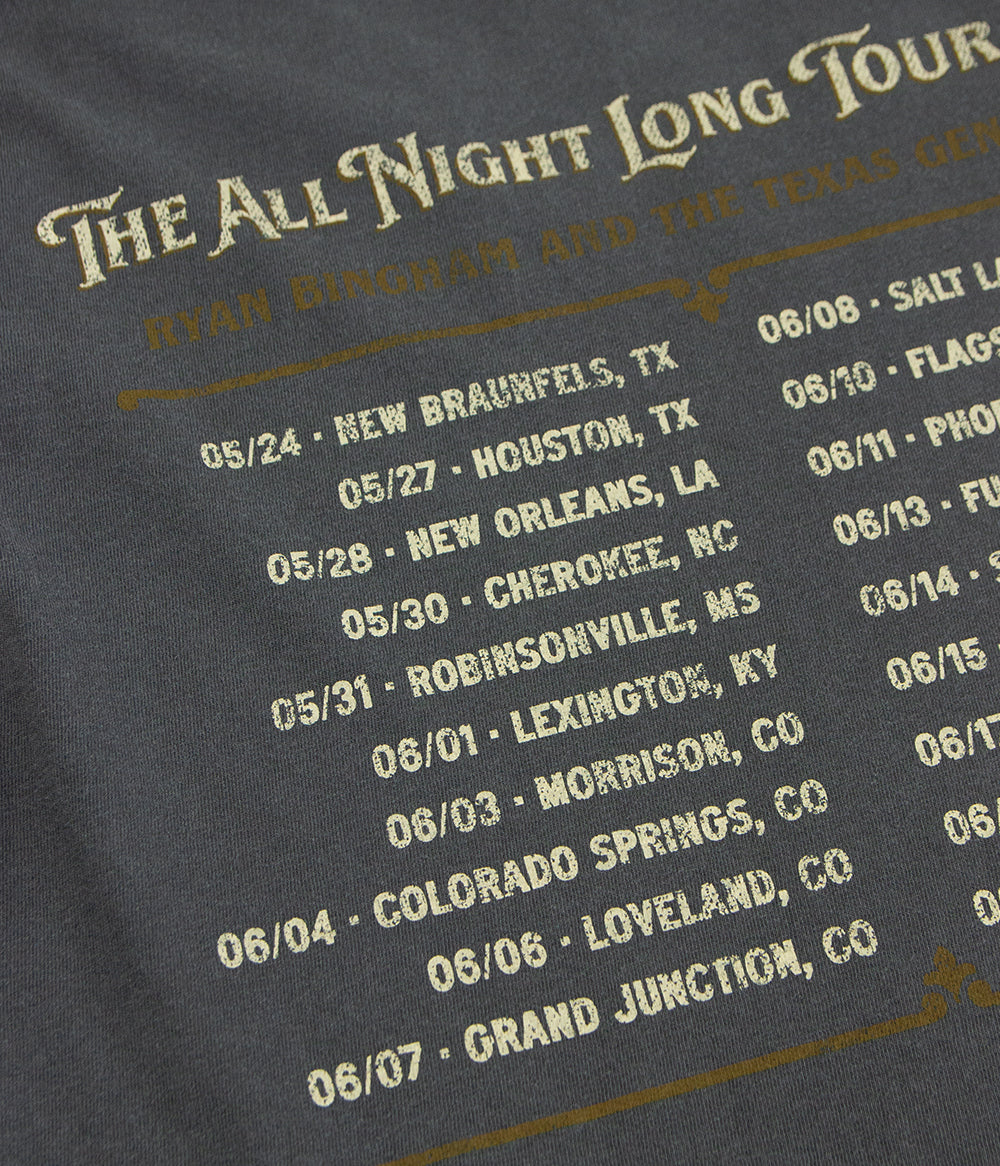 The All Night Long Tour
RYAN BINGHAM AND THE TEXAS
05/24 · NEW BRAUNFELS, TX
05/27 · HOUSTON, TX
05/28 · NEW ORLEANS, LA
05/30 · CHEROKEE, NC
05/31 · ROBINSONVILLE, MS
06/01 · LEXINGTON, KY
06/03 · MORRISON, CO
06/04 · COLORADO SPRINGS, CO
06/06 · LOVELAND, CO
06/07 · GRAND JUNCTION, CO
06/08 · SALT
06/10 ·
06/11 ·
06/13 ·
06/14 ·
06/15